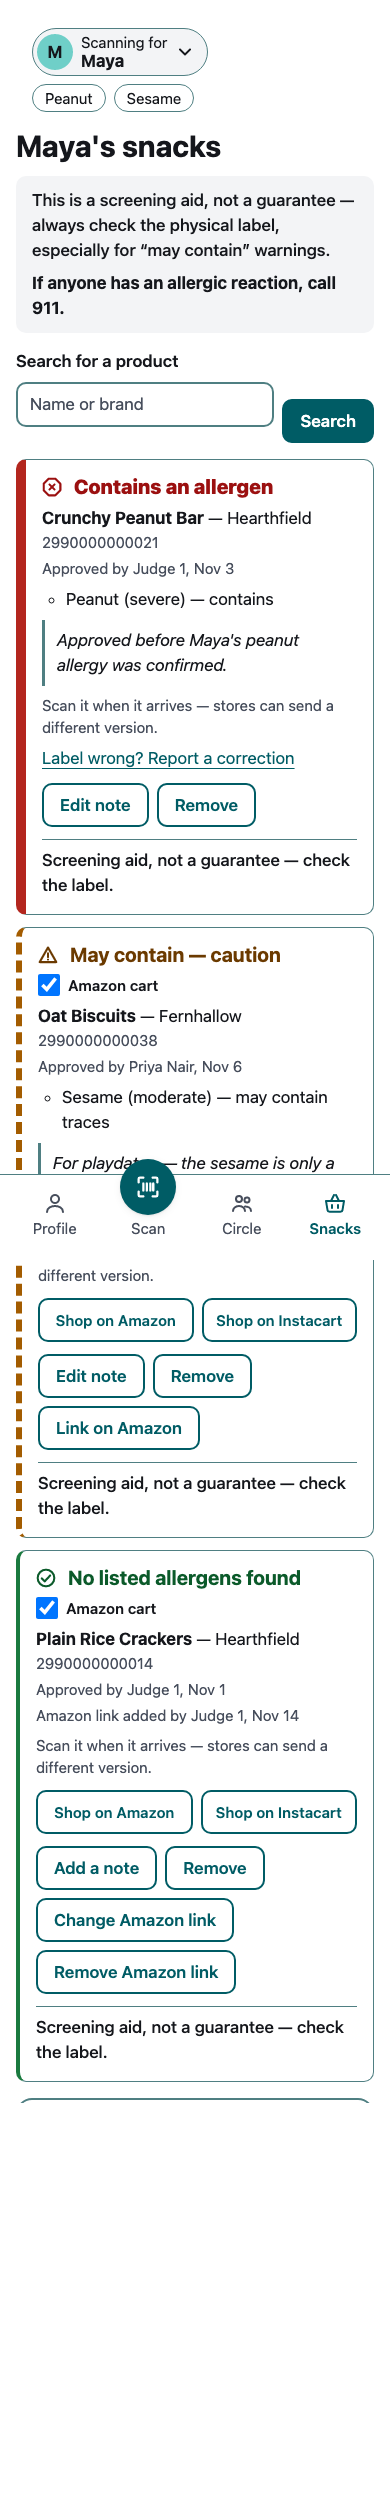 M
Scanning for
Maya
Peanut
Sesame
Maya's snacks
This is a screening aid, not a guarantee —
always check the physical label,
especially for “may contain” warnings.
If anyone has an allergic reaction, call
911.
Search for a product
Name or brand
Search
Contains an allergen
Crunchy Peanut Bar — Hearthfield
2990000000021
Approved by Judge 1, Nov 3
Peanut (severe) — contains
Approved before Maya's peanut
allergy was confirmed.
Scan it when it arrives — stores can send a
different version.
Label wrong? Report a correction
Edit note
Remove
Screening aid, not a guarantee — check
the label.
May contain — caution
Amazon cart
Oat Biscuits — Fernhallow
2990000000038
Approved by Priya Nair, Nov 6
Sesame (moderate) — may contain
traces
For — the sesame is only a
Profile
Scan
Circle
Snacks
different version.
Shop on Amazon
Shop on Instacart
Edit note
Remove
Link on Amazon
Screening aid, not a guarantee — check
the label.
No listed allergens found
Amazon cart
Plain Rice Crackers — Hearthfield
2990000000014
Approved by Judge 1, Nov 1
Amazon link added by Judge 1, Nov 14
Scan it when it arrives — stores can send a
different version.
Shop on Amazon
Shop on Instacart
Add a note
Remove
Change Amazon link
Remove Amazon link
Screening aid, not a guarantee — check
the label.